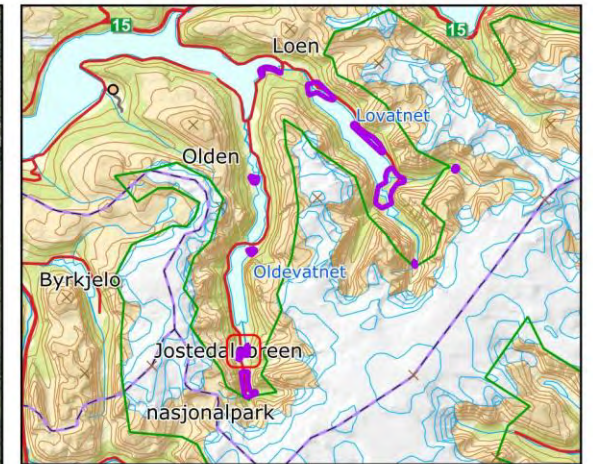 15
15
Loen
Lovatnet
Olden
Oldevatnet
Byrkjelo
Jostedalsbreen
nasjonalpark